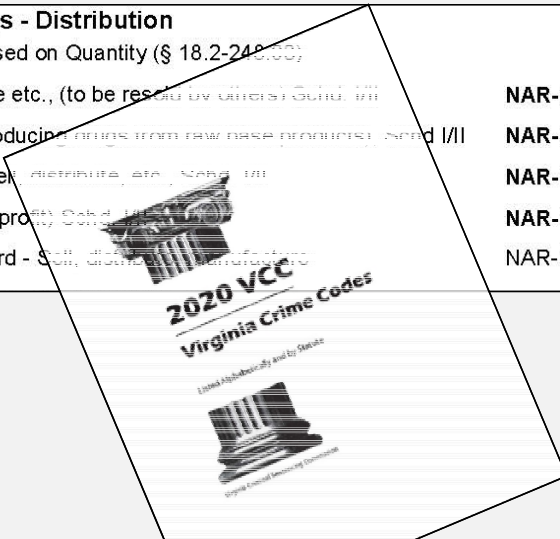 s - Distribution
sed on Quantity (§ 18.2-248.
e etc., (to be resold by others) Schd. I/II NAR-
oducing drugs from raw base products), Schd I/II NAR-
el, distribute, etc., Schd. I/II NAR-
profit) Schd. I/II NAR-
rd - Sell, distribute, manufacture NAR-
2020 VCC
Virginia Crime Codes
Listed Alphabetically and by Statute
Virginia Criminal Sentencing Commission